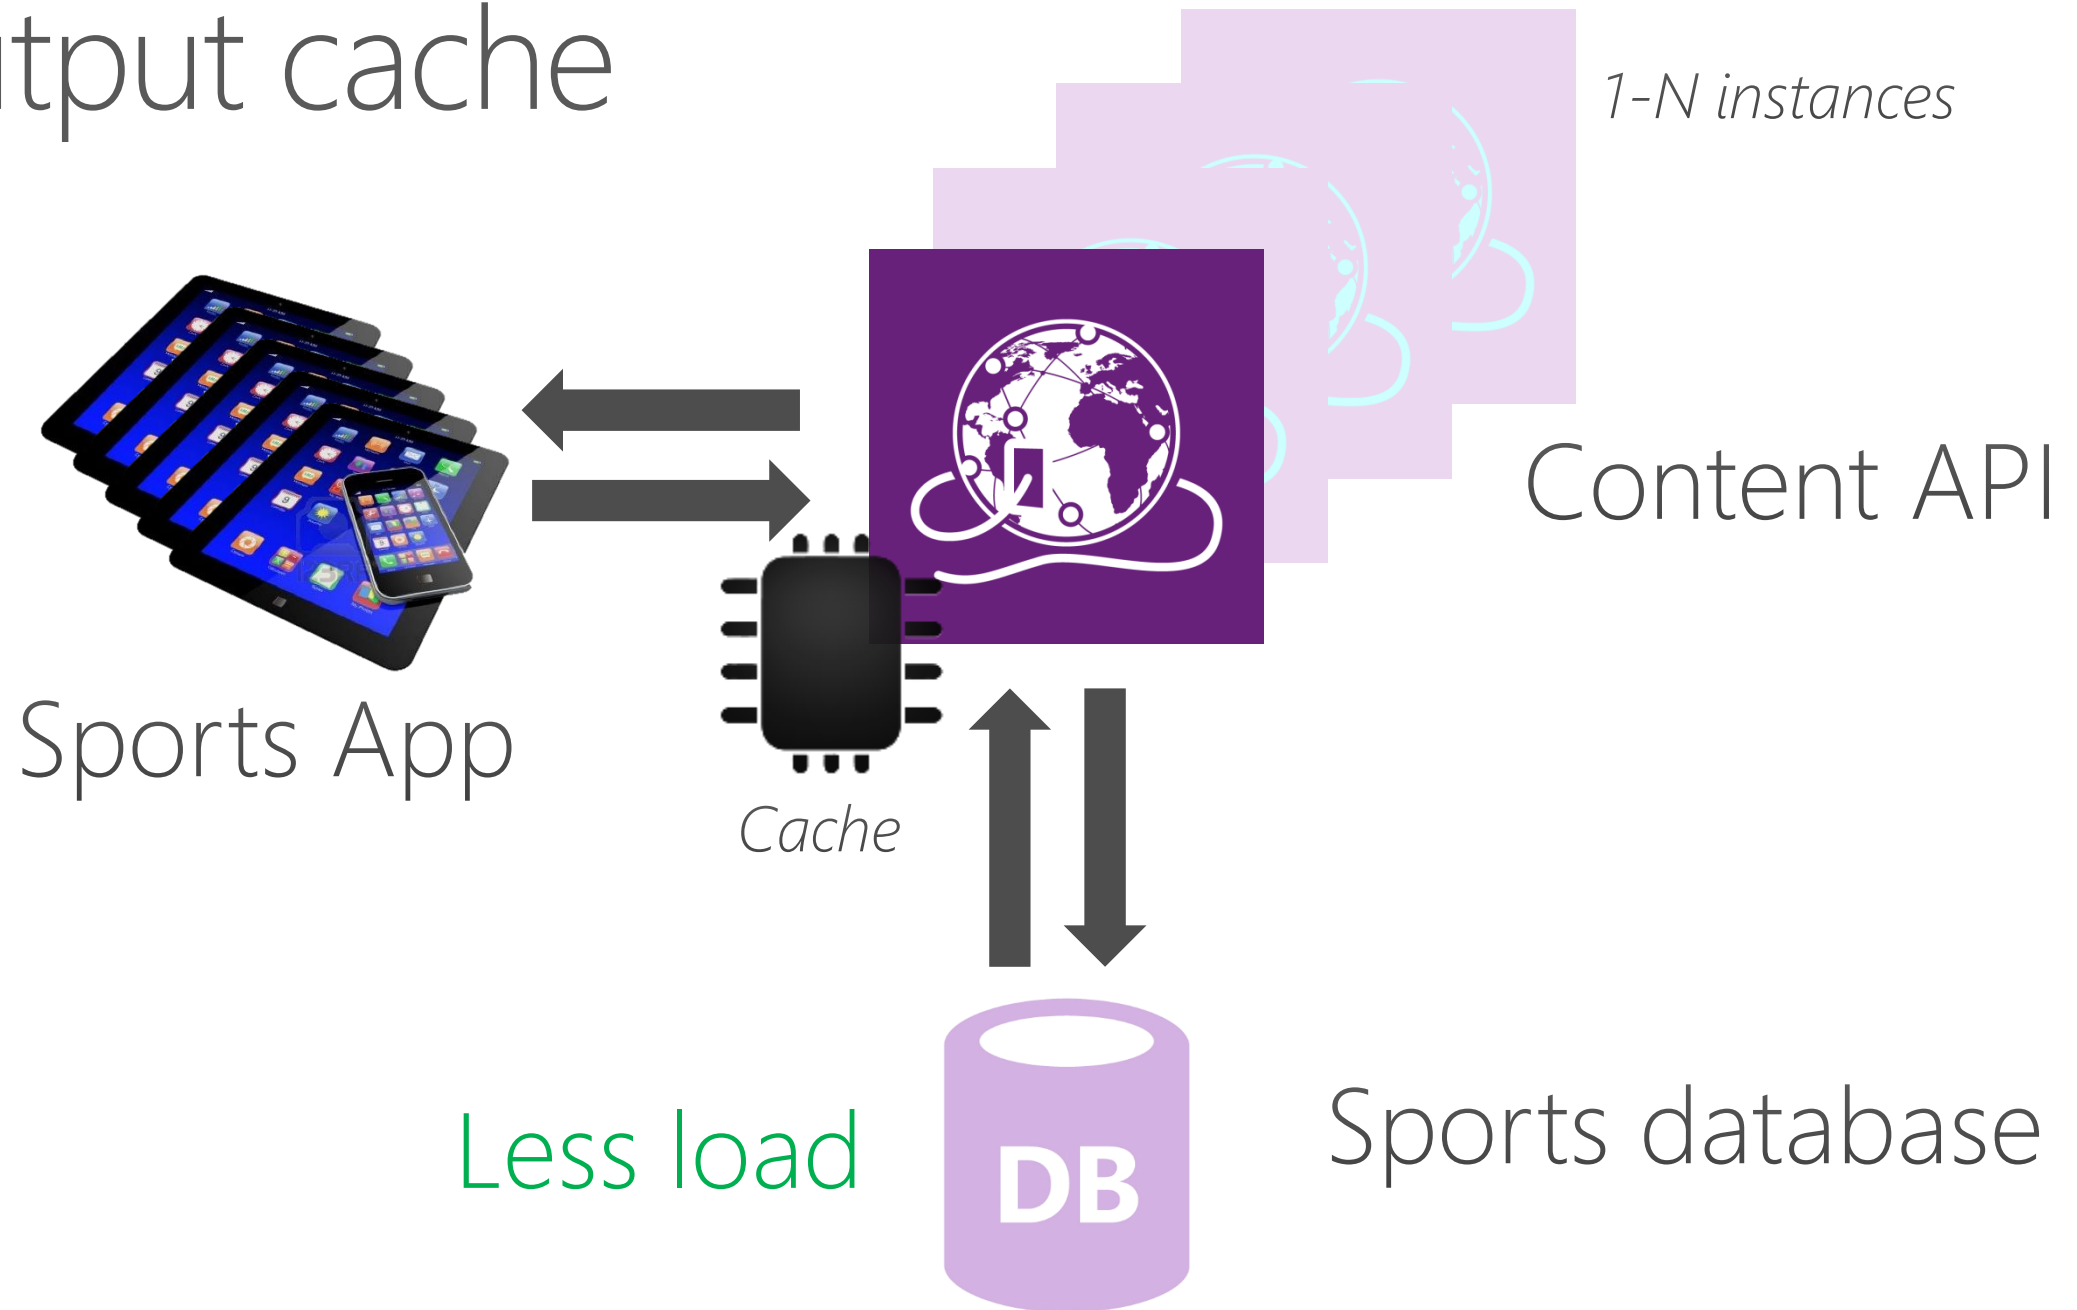 tput cache
1-N instances
Content API
Sports App
Cache
Less load
DB
Sports database